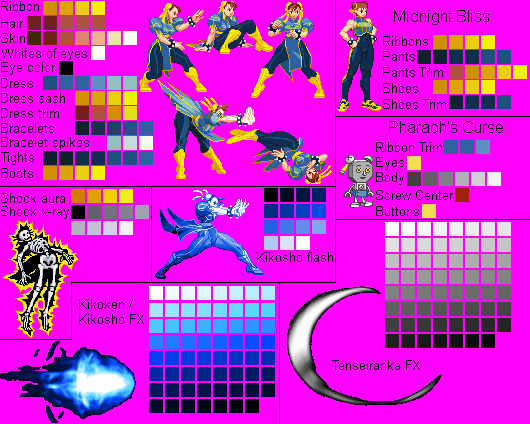 Ribbon
Hair
Skin
Whites of eyes
Eye color
Dress
Dress sash
Dress trim
Bracelets
Bracelet spikes
Tights
Boots
Midnight Bliss
Ribbons
Pants
Pants Trim
Shoes
Shoes Trim
Pharaoh's Curse
Ribbon Trim
Eyes
Body
Screw Center
Buttons
Shock aura
Shock x-ray
Kikosho flash
Kikoken /
Kikosho FX
Tenseiranka FX